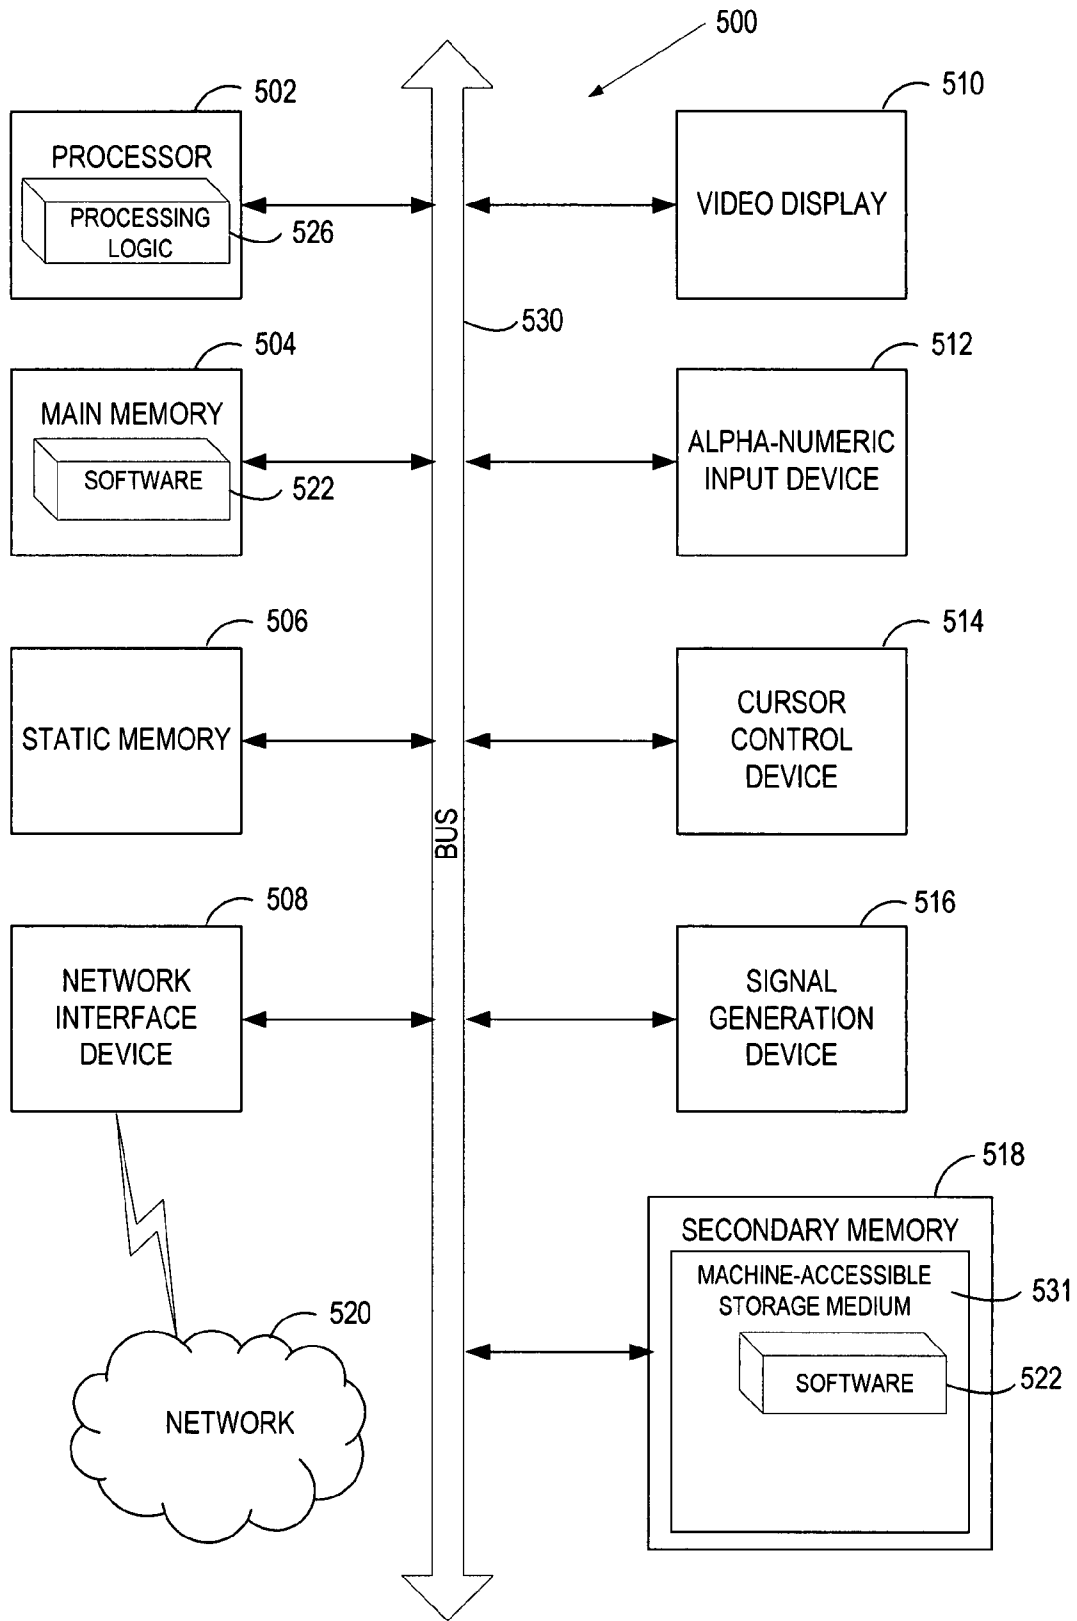 500
502
PROCESSOR
PROCESSING
LOGIC
526
510
VIDEO DISPLAY
530
504
MAIN MEMORY
SOFTWARE
522
512
ALPHA-NUMERIC
INPUT DEVICE
506
STATIC MEMORY
514
CURSOR
CONTROL
DEVICE
BUS
508
NETWORK
INTERFACE
DEVICE
516
SIGNAL
GENERATION
DEVICE
518
SECONDARY MEMORY
MACHINE-ACCESSIBLE
STORAGE MEDIUM
531
SOFTWARE
522
520
NETWORK